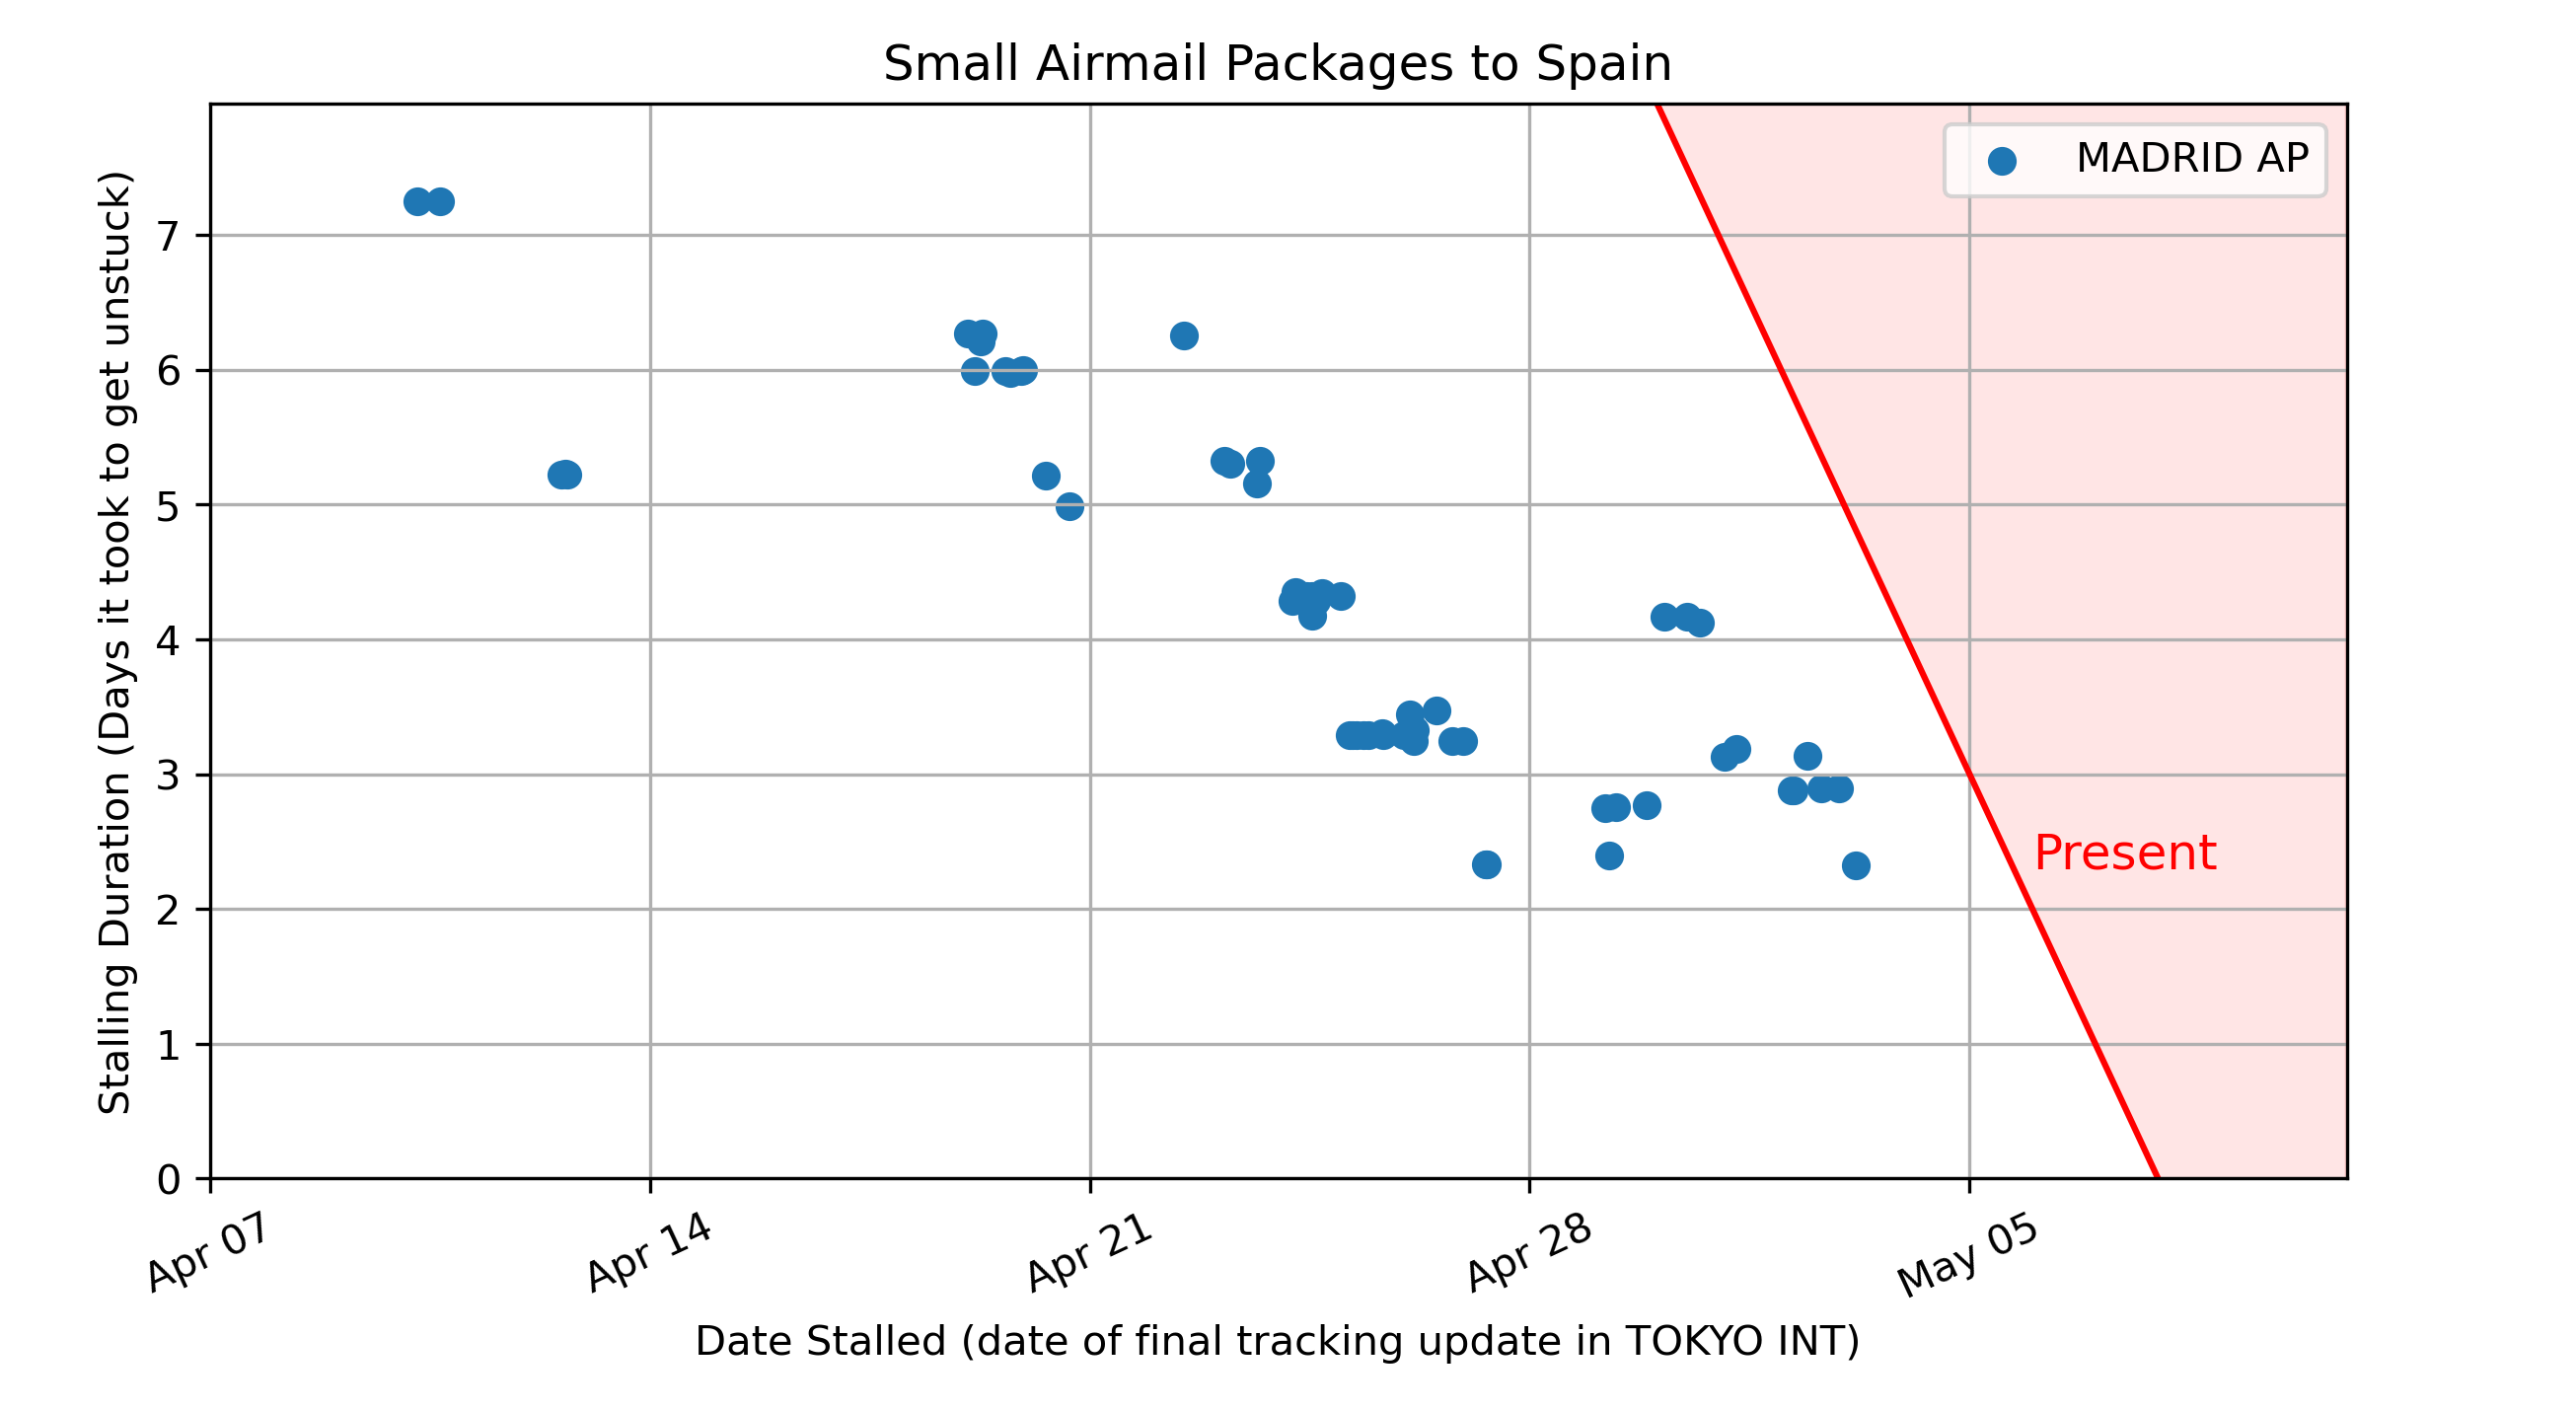 Small Airmail Packages to Spain
MADRID AP
Stalling Duration (Days it took to get unstuck)
7
6
5
4
3
2
1
0
Present
Apr 07
Apr 14
Apr 21
Apr 28
May 05
Date Stalled (date of final tracking update in TOKYO INT)